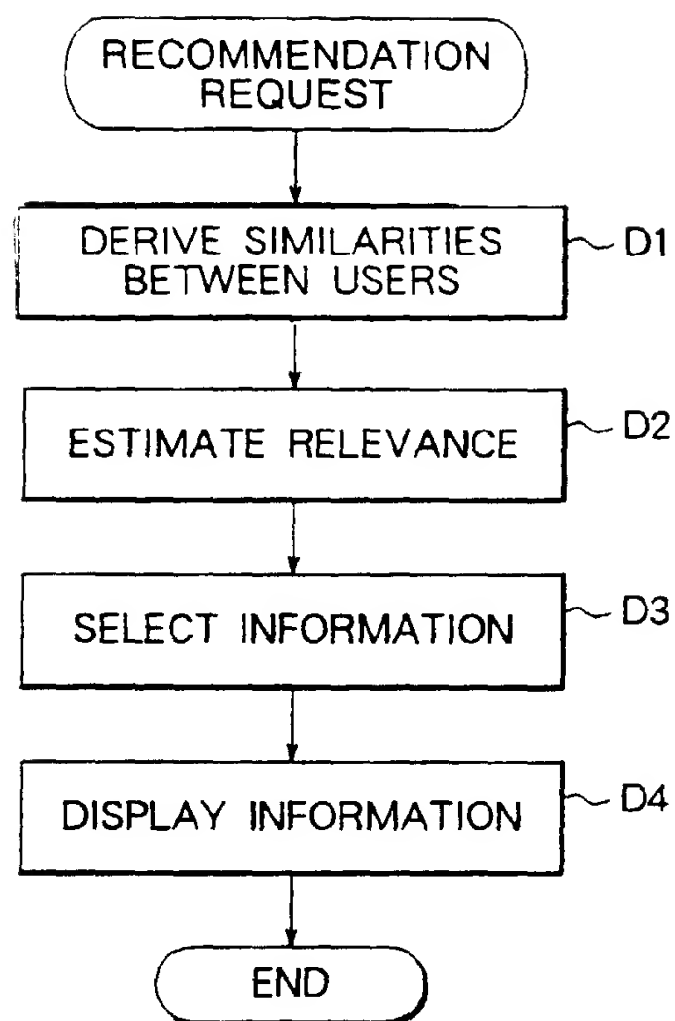 RECOMMENDATION
REQUEST
DERIVE SIMILARITIES
BETWEEN USERS
D1
ESTIMATE RELEVANCE
D2
SELECT INFORMATION
D3
DISPLAY INFORMATION
D4
END